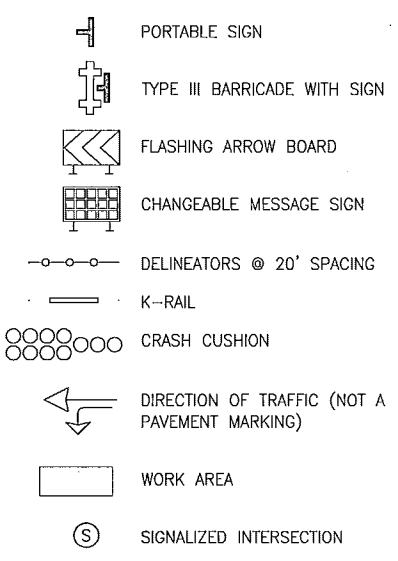 PORTABLE SIGN
TYPE III BARRICADE WITH SIGN
FLASHING ARROW BOARD
CHANGEABLE MESSAGE SIGN
DELINEATORS @ 20' SPACING
K-RAIL
CRASH CUSHION
DIRECTION OF TRAFFIC (NOT A
PAVEMENT MARKING)
WORK AREA
S SIGNALIZED INTERSECTION